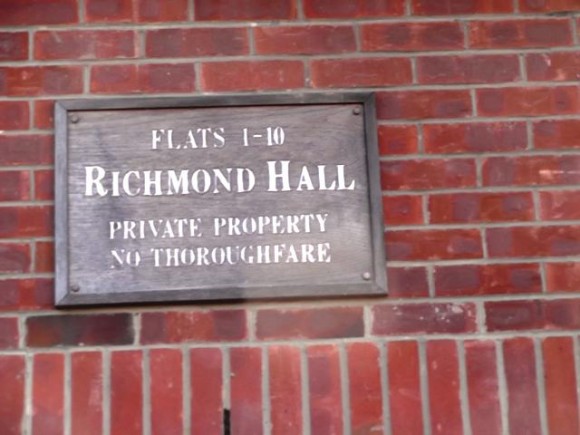 FLATS 1-10
RICHMOND HALL
PRIVATE PROPERTY
NO THOROUGHFARE